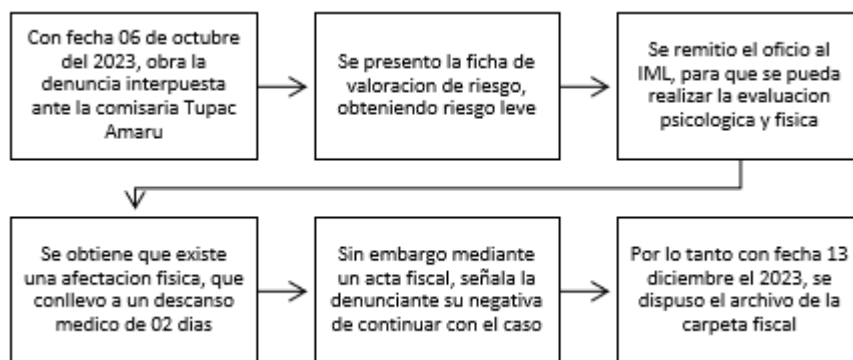 Con fecha 06 de octubre
del 2023, obra la
denuncia interpuesta
ante la comisaria Tupac
Amaru
Se presento la ficha de
valoracion de riesgo,
obteniendo riesgo leve
Se remitio el oficio al
IML, para que se pueda
realizar la evaluacion
psicologica y fisica
Se obtiene que existe
una afectacion fisica, que
conllevo a un descanso
medico de 02 dias
Sin embargo mediante
un acta fiscal, señala la
denunciante su negativa
de continuar con el caso
Por lo tanto con fecha 13
diciembre el 2023, se
dispuso el archivo de la
carpeta fiscal